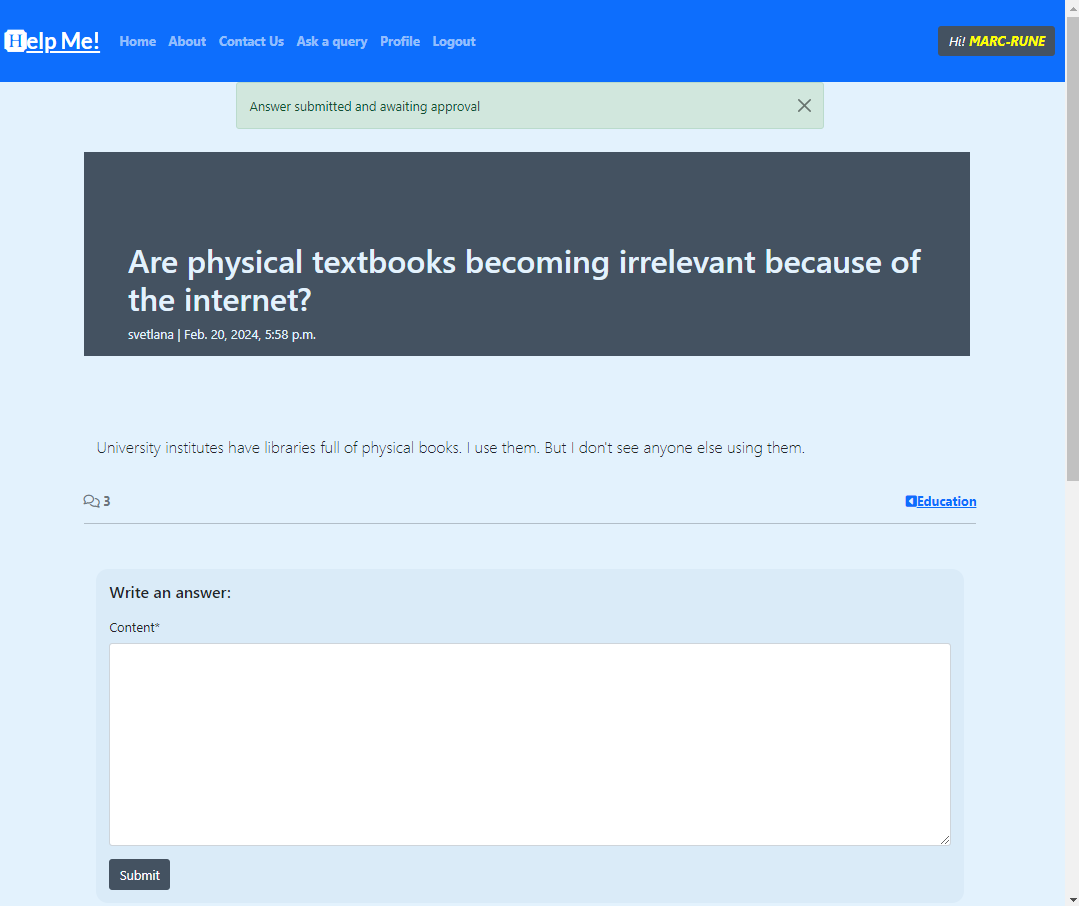 Help Me! Home About Contact Us Ask a query Profile Logout Hi! MARC-RUNE
Answer submitted and awaiting approval
Are physical textbooks becoming irrelevant because of
the internet?
svetlana | Feb. 20, 2024, 5:58 p.m.
University institutes have libraries full of physical books. I use them. But I don't see anyone else using them.
3 Education
Write an answer:
Content*
Submit